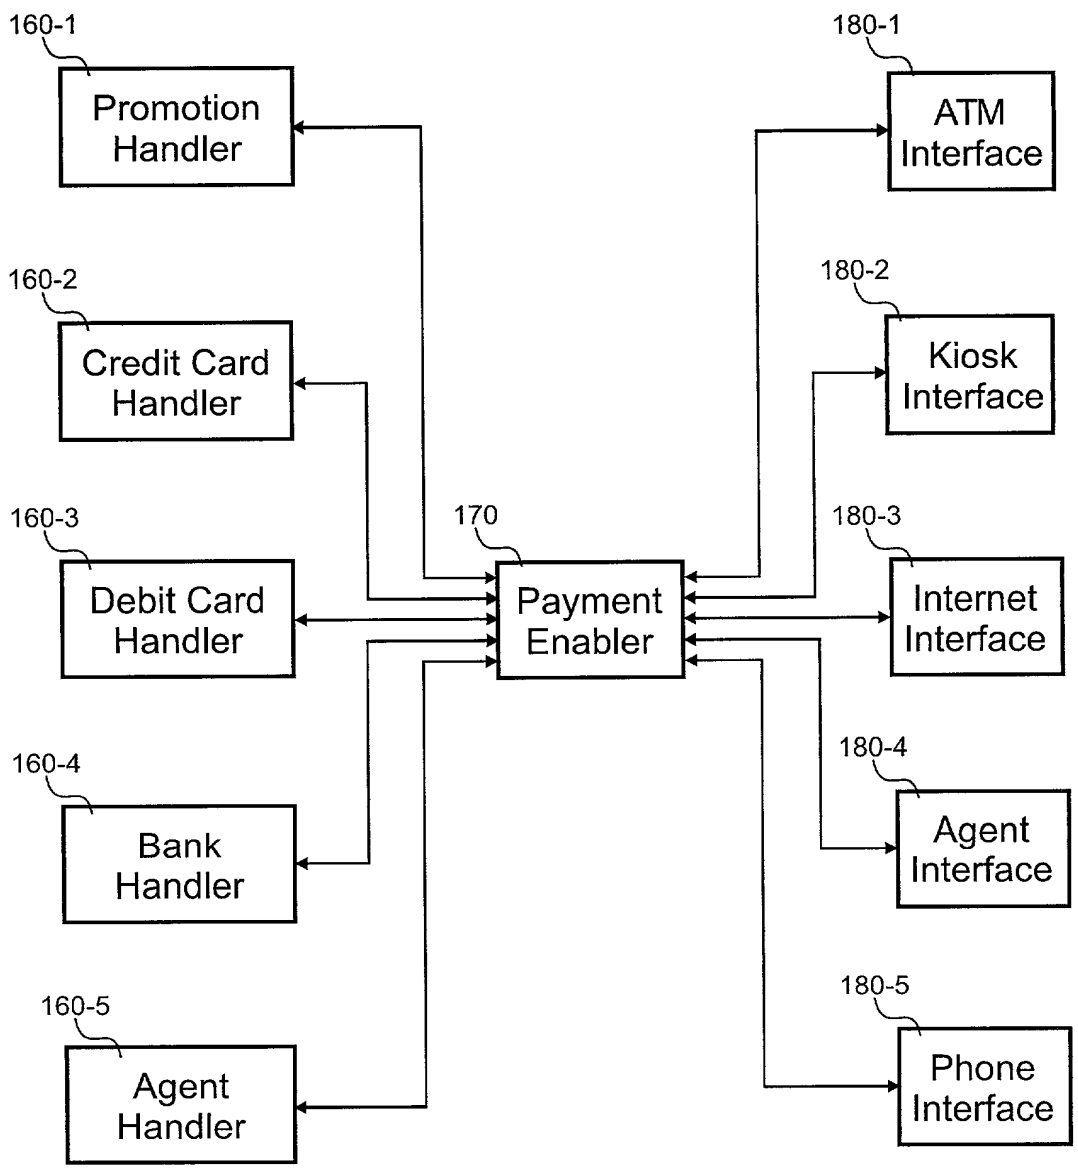 160-1
Promotion
Handler
160-2
Credit Card
Handler
160-3
Debit Card
Handler
160-4
Bank
Handler
160-5
Agent
Handler
170
Payment
Enabler
180-1
ATM
Interface
180-2
Kiosk
Interface
180-3
Internet
Interface
180-4
Agent
Interface
180-5
Phone
Interface